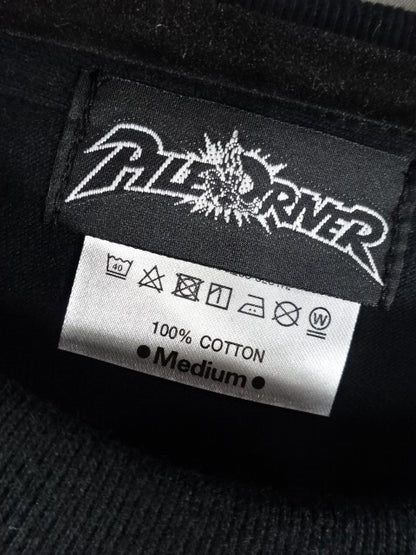 PILEDRIVER
40
W
100% COTTON
● Medium ●